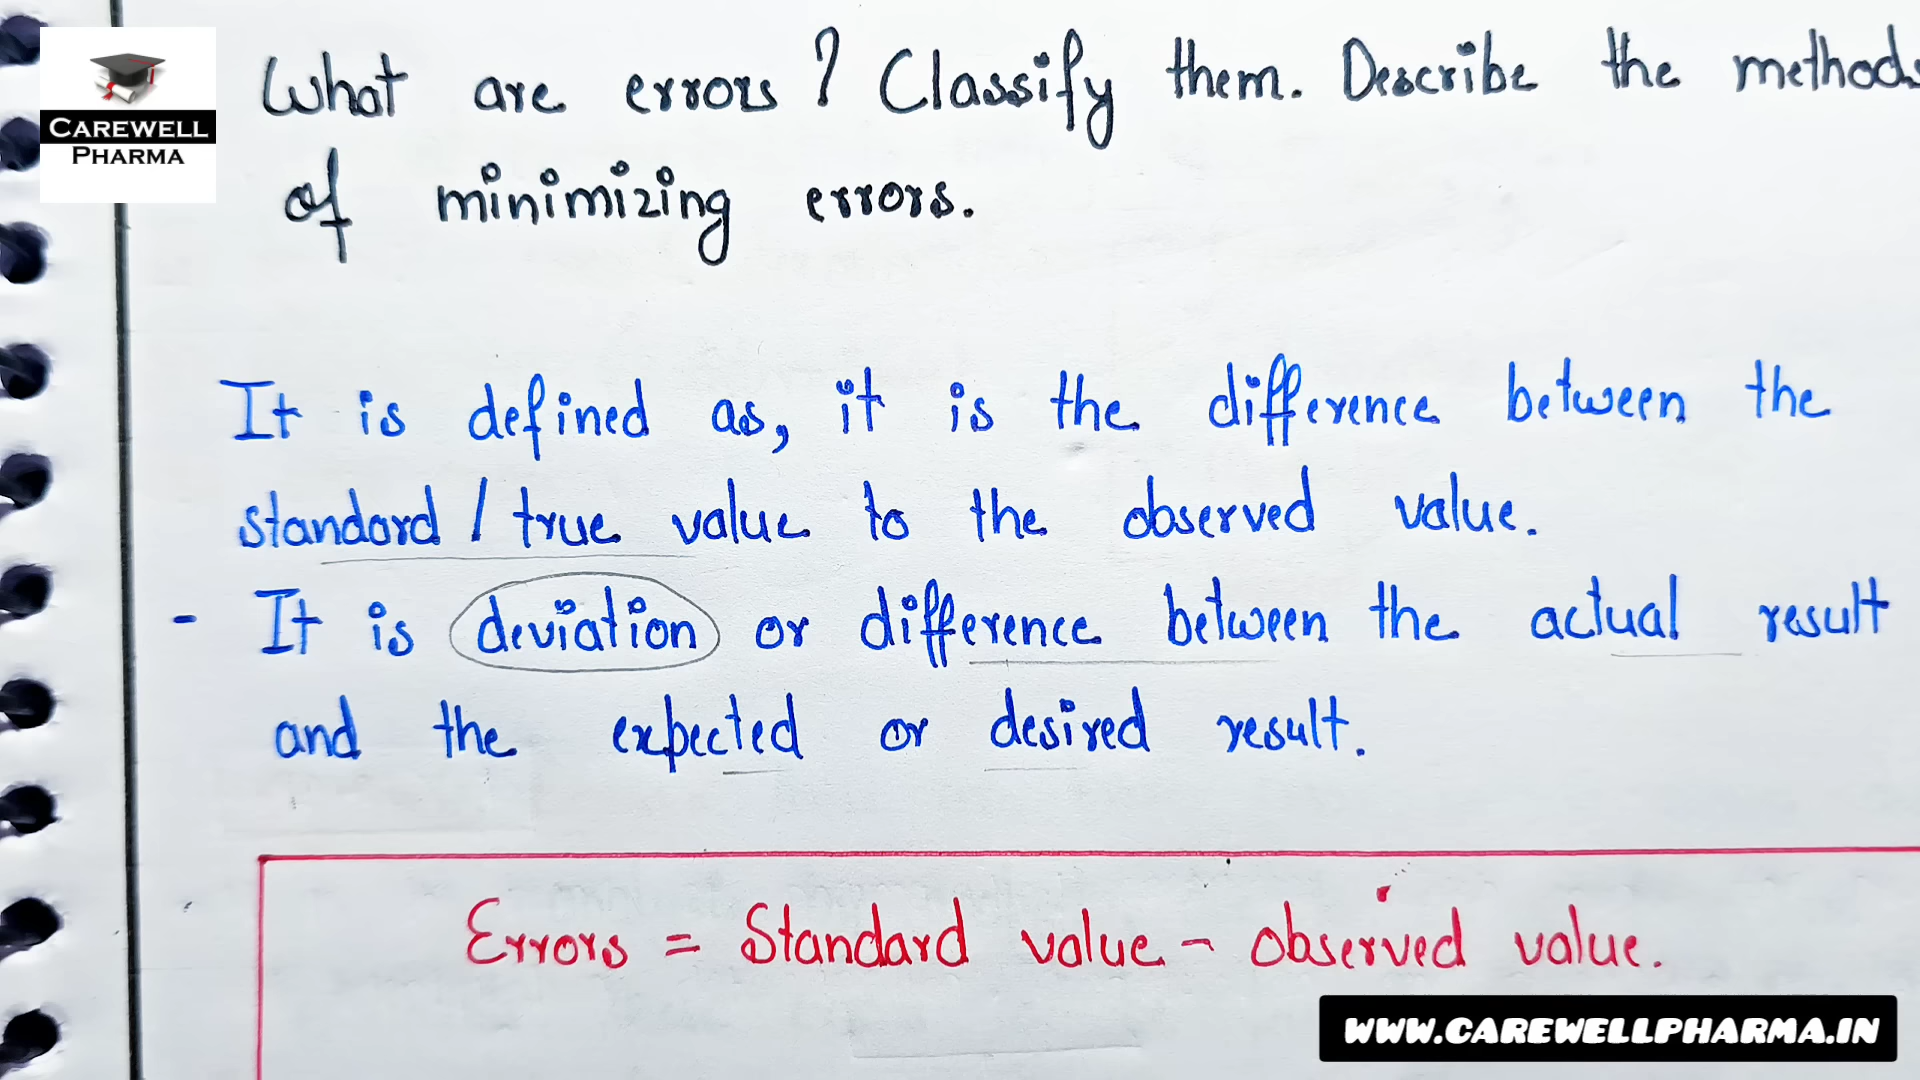 CAREWELL
PHARMA
What are errors? Classify them. Describe the methods
of minimizing errors.
It is defined as, it is the difference between the
standard / true value to the observed value.
- It is deviation or difference between the actual result
and the expected or desired result.
Errors = Standard value - observed value.
WWW.CAREWELLPHARMA.IN